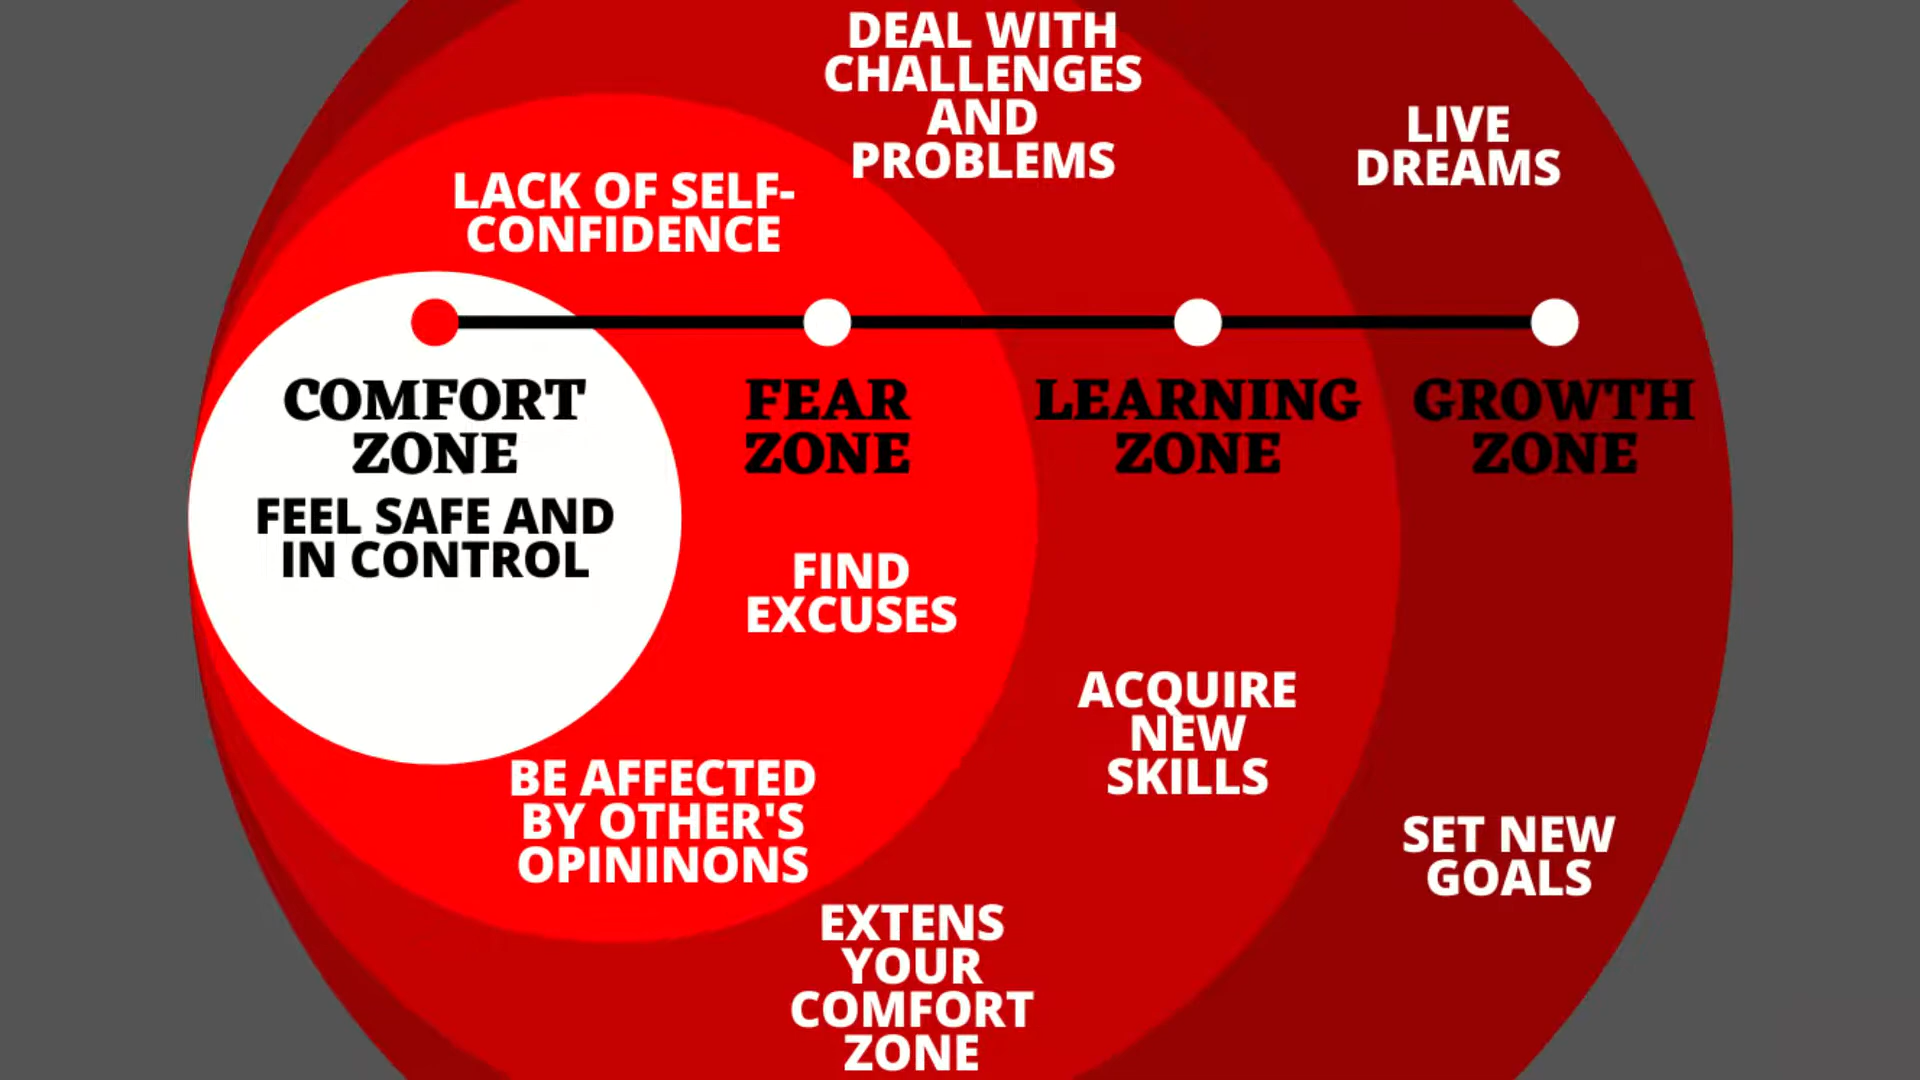 DEAL WITH
CHALLENGES
AND
PROBLEMS
LIVE
DREAMS
LACK OF SELF-
CONFIDENCE
COMFORT
ZONE
FEEL SAFE AND
IN CONTROL
FEAR
ZONE
LEARNING
ZONE
GROWTH
ZONE
FIND
EXCUSES
ACQUIRE
NEW
SKILLS
BE AFFECTED
BY OTHER'S
OPININONS
SET NEW
GOALS
EXTENS
YOUR
COMFORT
ZONE